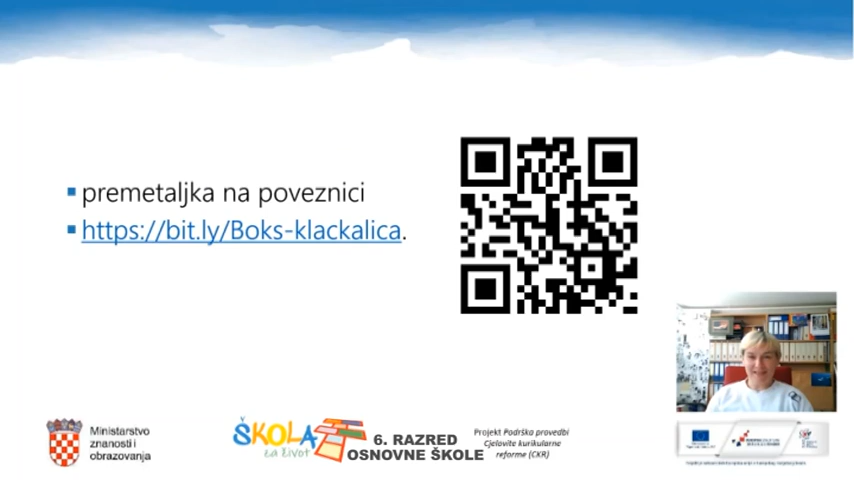 premetaljka na poveznici
https://bit.ly/Boks-klackalica.
Ministarstvo
znanosti i
obrazovanja
ŠKOLA
za život
6. RAZRED
OSNOVNE ŠKOLE
Projekt Podrška provedbi
Cjelovite kurikularne
reforme (CKR)